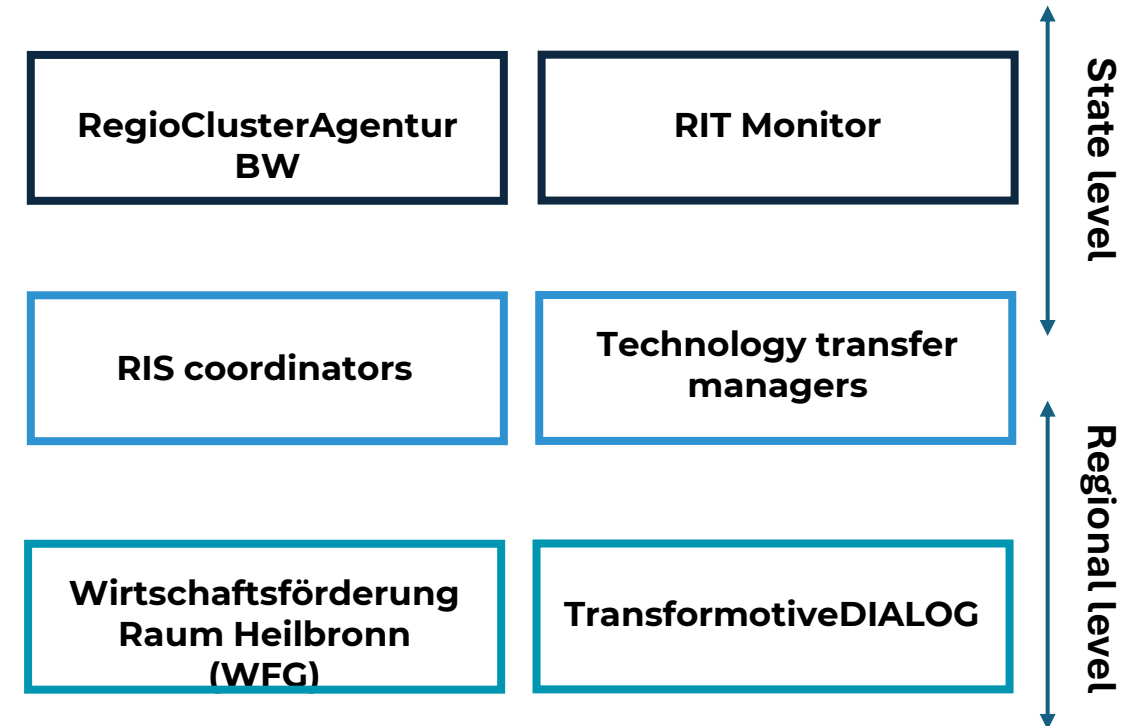 RegioClusterAgentur
BW
RIT Monitor
State level
RIS coordinators
Technology transfer
managers
Regional level
Wirtschaftsförderung
Raum Heilbronn
(WFG)
TransformotiveDIALOG